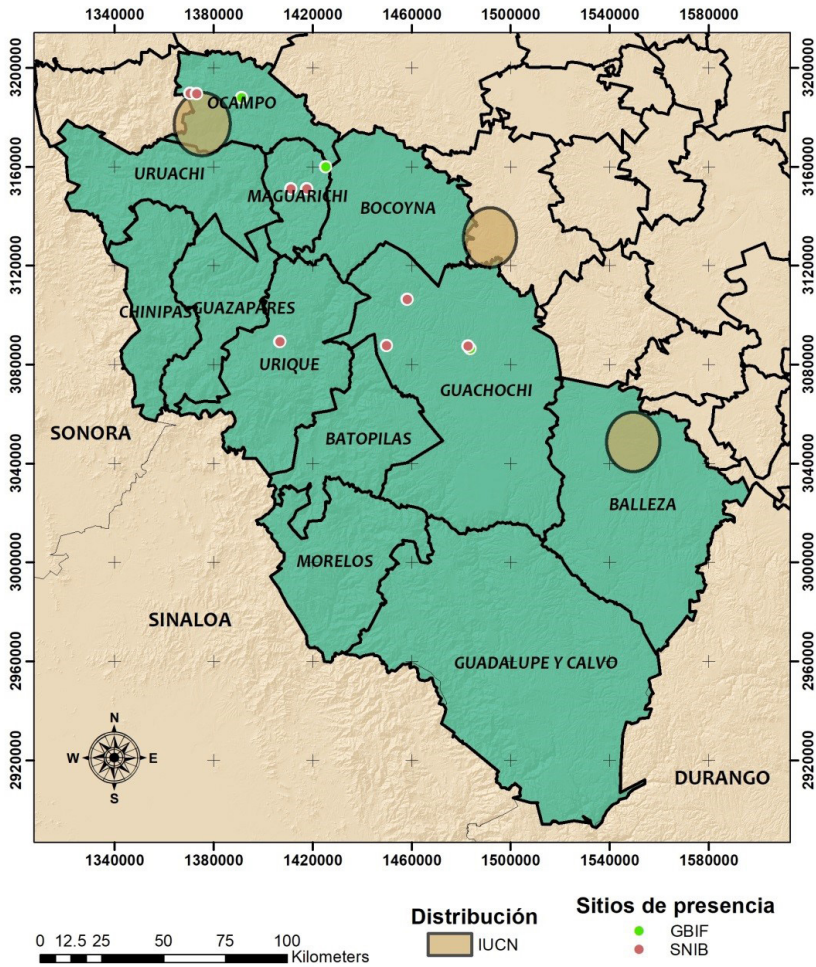 1340000 1380000 1420000 1460000 1500000 1540000 1580000
3200000 3200000
3160000 3160000
3120000 3120000
3080000 3080000
3040000 3040000
3000000 3000000
2960000 2960000
2920000 2920000
OCAMPO
URUACHI
MAGUARICHI
BOCOYNA
CHINIPAS
GUAZAPARES
URIQUE
GUACHOCHI
SONORA
BATOPILAS
BALLEZA
MORELOS
SINALOA
GUADALUPE Y CALVO
N
W E
S
DURANGO
1340000 1380000 1420000 1460000 1500000 1540000 1580000
0 12.5 25 50 75 100
Kilometers
Distribución
IUCN
Sitios de presencia
GBIF
SNIB